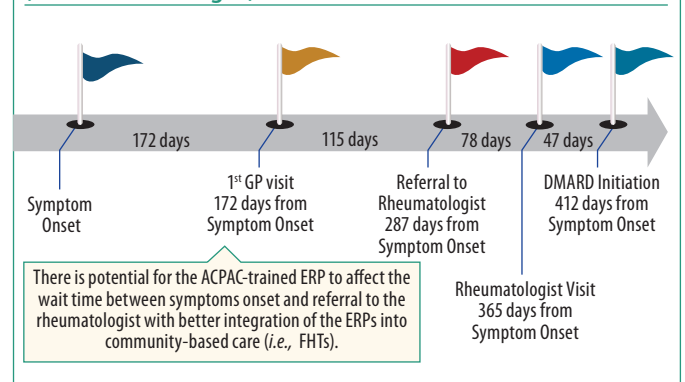 172 days
115 days
78 days
47 days
Symptom
Onset
1st GP visit
172 days from
Symptom Onset
Referral to
Rheumatologist
287 days from
Symptom Onset
DMARD Initiation
412 days from
Symptom Onset
Rheumatologist Visit
365 days from
Symptom Onset
There is potential for the ACPAC-trained ERP to affect the
wait time between symptoms onset and referral to the
rheumatologist with better integration of the ERPs into
community-based care (i.e., FHTs).